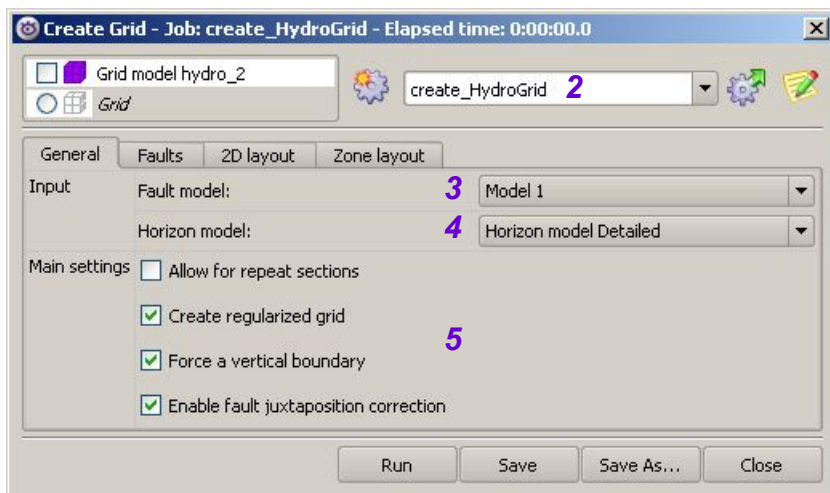 Create Grid - Job: create_HydroGrid - Elapsed time: 0:00:00.0
Grid model hydro_2
Grid
create_HydroGrid 2
General Faults 2D layout Zone layout
Input Fault model: 3 Model 1
Horizon model: 4 Horizon model Detailed
Main settings Allow for repeat sections
Create regularized grid
5
Force a vertical boundary
Enable fault juxtaposition correction
Run Save Save As... Close